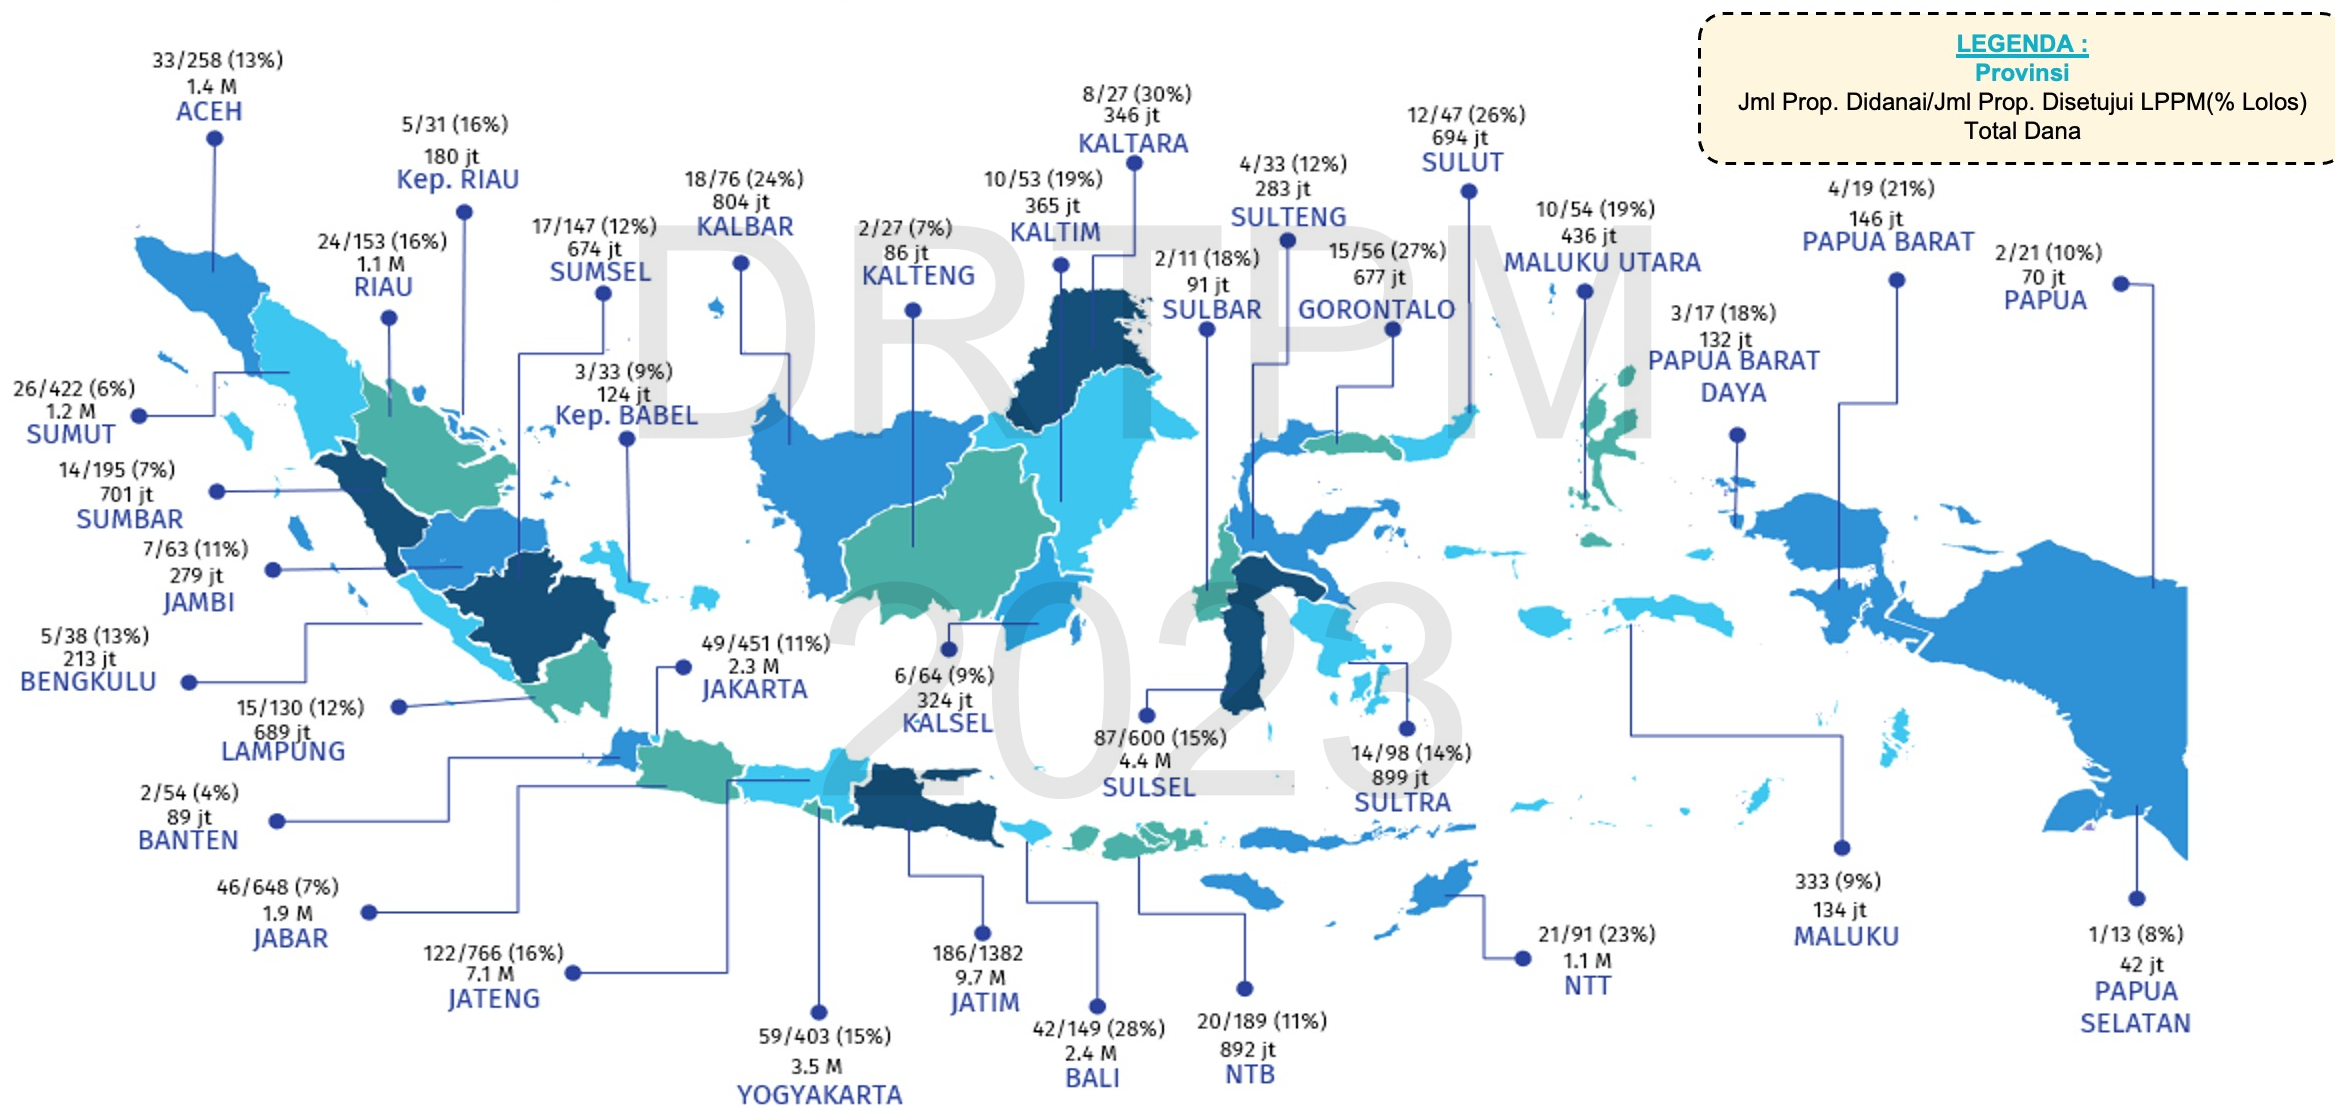 LEGENDA :
Provinsi
Jml Prop. Didanai/Jml Prop. Disetujui LPPM(% Lolos)
Total Dana
33/258 (13%)
1.4 M
ACEH
5/31 (16%)
180 jt
Kep. RIAU
24/153 (16%)
1.1 M
RIAU
17/147 (12%)
674 jt
SUMSEL
18/76 (24%)
804 jt
KALBAR
2/27 (7%)
86 jt
KALTENG
10/53 (19%)
365 jt
KALTIM
8/27 (30%)
346 jt
KALTARA
2/11 (18%)
91 jt
SULBAR
4/33 (12%)
283 jt
SULTENG
15/56 (27%)
677 jt
GORONTALO
12/47 (26%)
694 jt
SULUT
10/54 (19%)
436 jt
MALUKU UTARA
3/17 (18%)
132 jt
PAPUA BARAT
DAYA
4/19 (21%)
146 jt
PAPUA BARAT
2/21 (10%)
70 jt
PAPUA
26/422 (6%)
1.2 M
SUMUT
3/33 (9%)
124 jt
Kep. BABEL
14/195 (7%)
701 jt
SUMBAR
7/63 (11%)
279 jt
JAMBI
5/38 (13%)
213 jt
BENGKULU
15/130 (12%)
689 jt
LAMPUNG
49/451 (11%)
2.3 M
JAKARTA
6/64 (9%)
324 jt
KALSEL
87/600 (15%)
4.4 M
SULSEL
14/98 (14%)
899 jt
SULTRA
2/54 (4%)
89 jt
BANTEN
46/648 (7%)
1.9 M
JABAR
122/766 (16%)
7.1 M
JATENG
59/403 (15%)
3.5 M
YOGYAKARTA
186/1382
9.7 M
JATIM
42/149 (28%)
2.4 M
BALI
20/189 (11%)
892 jt
NTB
21/91 (23%)
1.1 M
NTT
333 (9%)
134 jt
MALUKU
1/13 (8%)
42 jt
PAPUA
SELATAN
DRTPM
2023